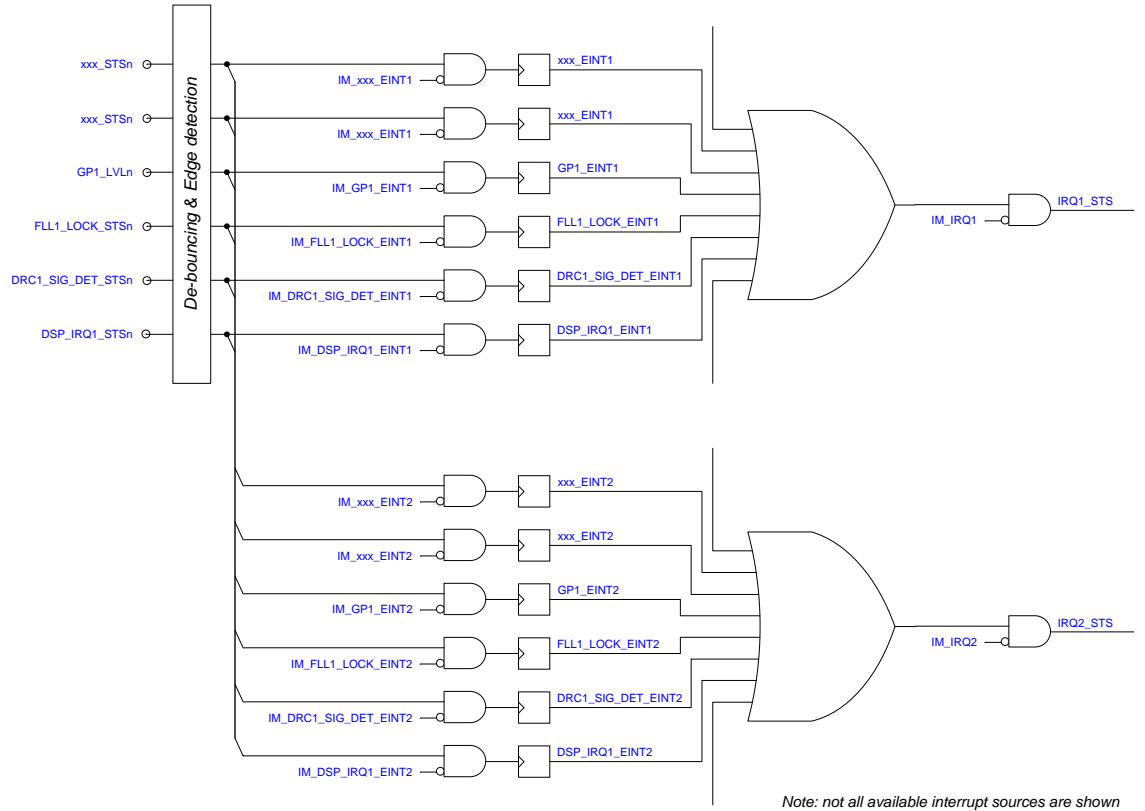 xxx_STSn
xxx_EINT1
IM_xxx_EINT1
xxx_STSn
xxx_EINT1
IM_xxx_EINT1
GP1_LVLn
GP1_EINT1
IM_GP1_EINT1
IRQ1_STS
IM_IRQ1
FLL1_LOCK_STSn
FLL1_LOCK_EINT1
IM_FLL1_LOCK_EINT1
DRC1_SIG_DET_STSn
DRC1_SIG_DET_EINT1
IM_DRC1_SIG_DET_EINT1
DSP_IRQ1_STSn
DSP_IRQ1_EINT1
IM_DSP_IRQ1_EINT1
De-bouncing & Edge detection
xxx_EINT2
IM_xxx_EINT2
xxx_EINT2
IM_xxx_EINT2
GP1_EINT2
IM_GP1_EINT2
IRQ2_STS
IM_IRQ2
FLL1_LOCK_EINT2
IM_FLL1_LOCK_EINT2
DRC1_SIG_DET_EINT2
IM_DRC1_SIG_DET_EINT2
DSP_IRQ1_EINT2
IM_DSP_IRQ1_EINT2
Note: not all available interrupt sources are shown